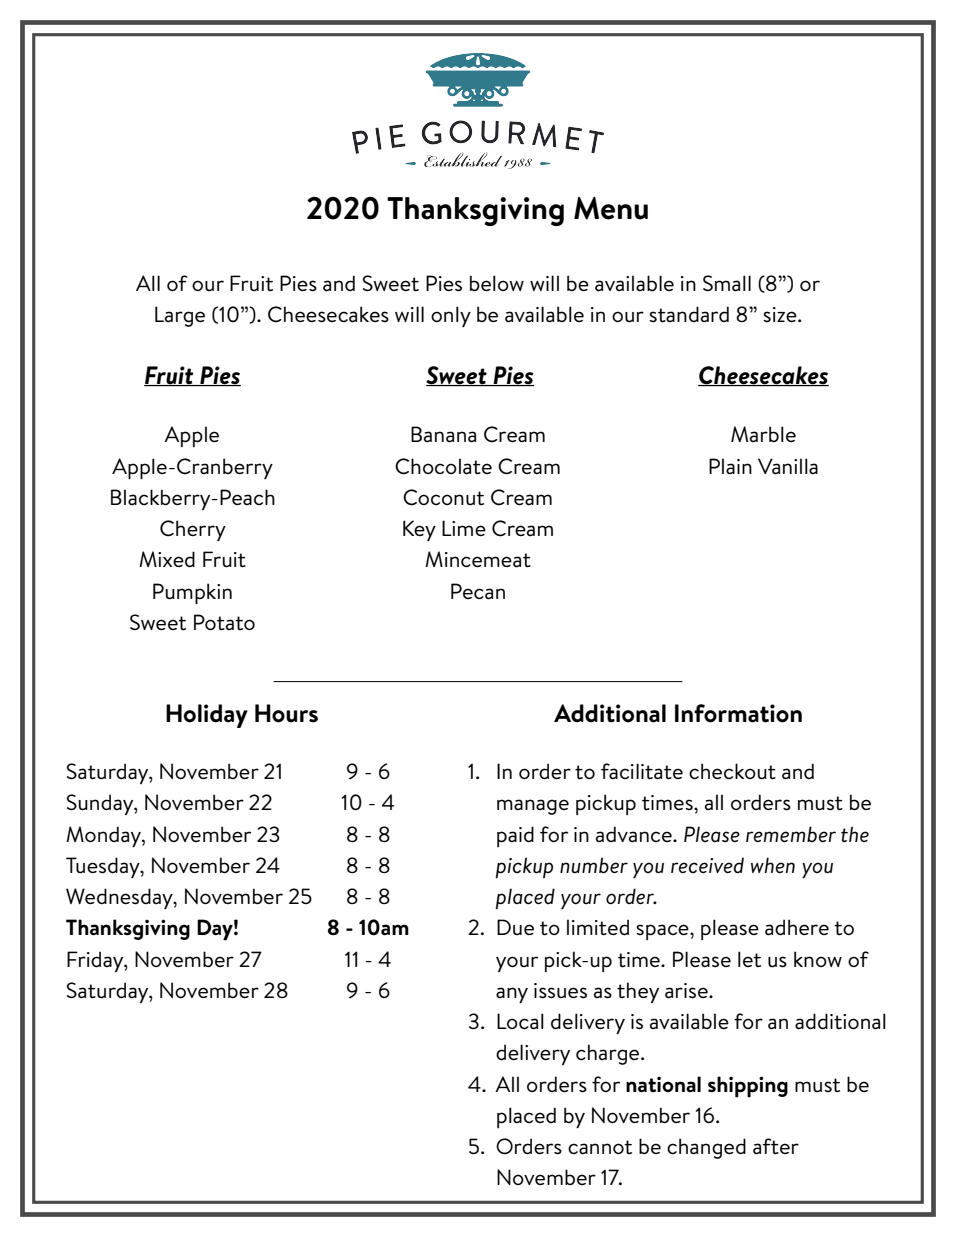 PIE GOURMET
Established 1988
2020 Thanksgiving Menu
All of our Fruit Pies and Sweet Pies below will be available in Small (8”) or
Large (10”). Cheesecakes will only be available in our standard 8” size.
Fruit Pies
Apple
Apple-Cranberry
Blackberry-Peach
Cherry
Mixed Fruit
Pumpkin
Sweet Potato
Sweet Pies
Banana Cream
Chocolate Cream
Coconut Cream
Key Lime Cream
Mincemeat
Pecan
Cheesecakes
Marble
Plain Vanilla
Holiday Hours
Saturday, November 21 9 - 6
Sunday, November 22 10 - 4
Monday, November 23 8 - 8
Tuesday, November 24 8 - 8
Wednesday, November 25 8 - 8
Thanksgiving Day! 8 - 10am
Friday, November 27 11 - 4
Saturday, November 28 9 - 6
Additional Information
1. In order to facilitate checkout and
manage pickup times, all orders must be
paid for in advance. Please remember the
pickup number you received when you
placed your order.
2. Due to limited space, please adhere to
your pick-up time. Please let us know of
any issues as they arise.
3. Local delivery is available for an additional
delivery charge.
4. All orders for national shipping must be
placed by November 16.
5. Orders cannot be changed after
November 17.